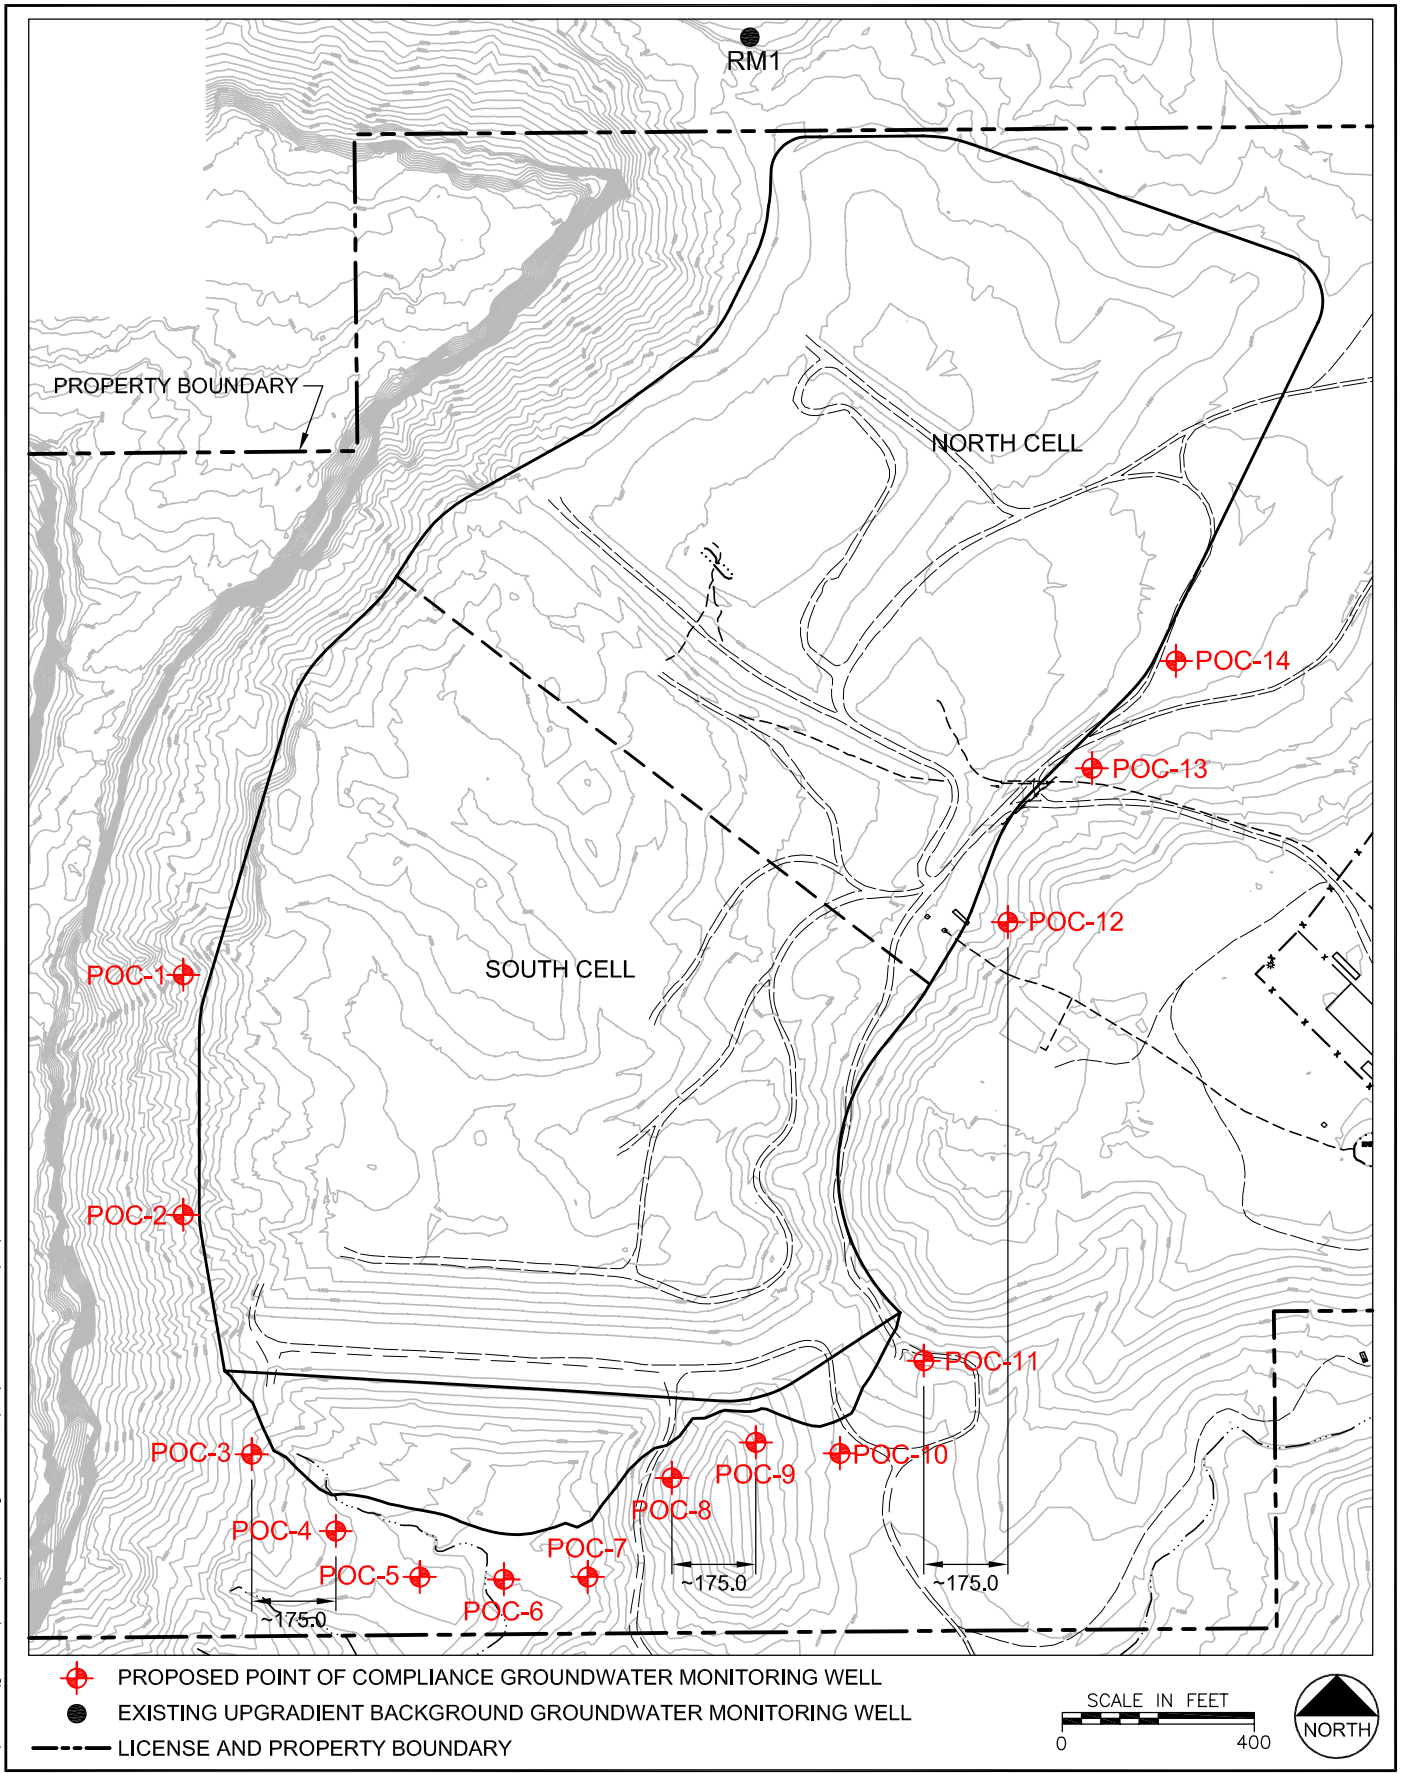 RM1
PROPERTY BOUNDARY
NORTH CELL
POC-14
POC-13
POC-12
SOUTH CELL
POC-1
POC-2
POC-11
POC-3
POC-10
POC-9
POC-8
POC-4
POC-7
POC-5
POC-6
~175.0
~175.0
~175.0
PROPOSED POINT OF COMPLIANCE GROUNDWATER MONITORING WELL
EXISTING UPGRADIENT BACKGROUND GROUNDWATER MONITORING WELL
LICENSE AND PROPERTY BOUNDARY
SCALE IN FEET
0 400
NORTH